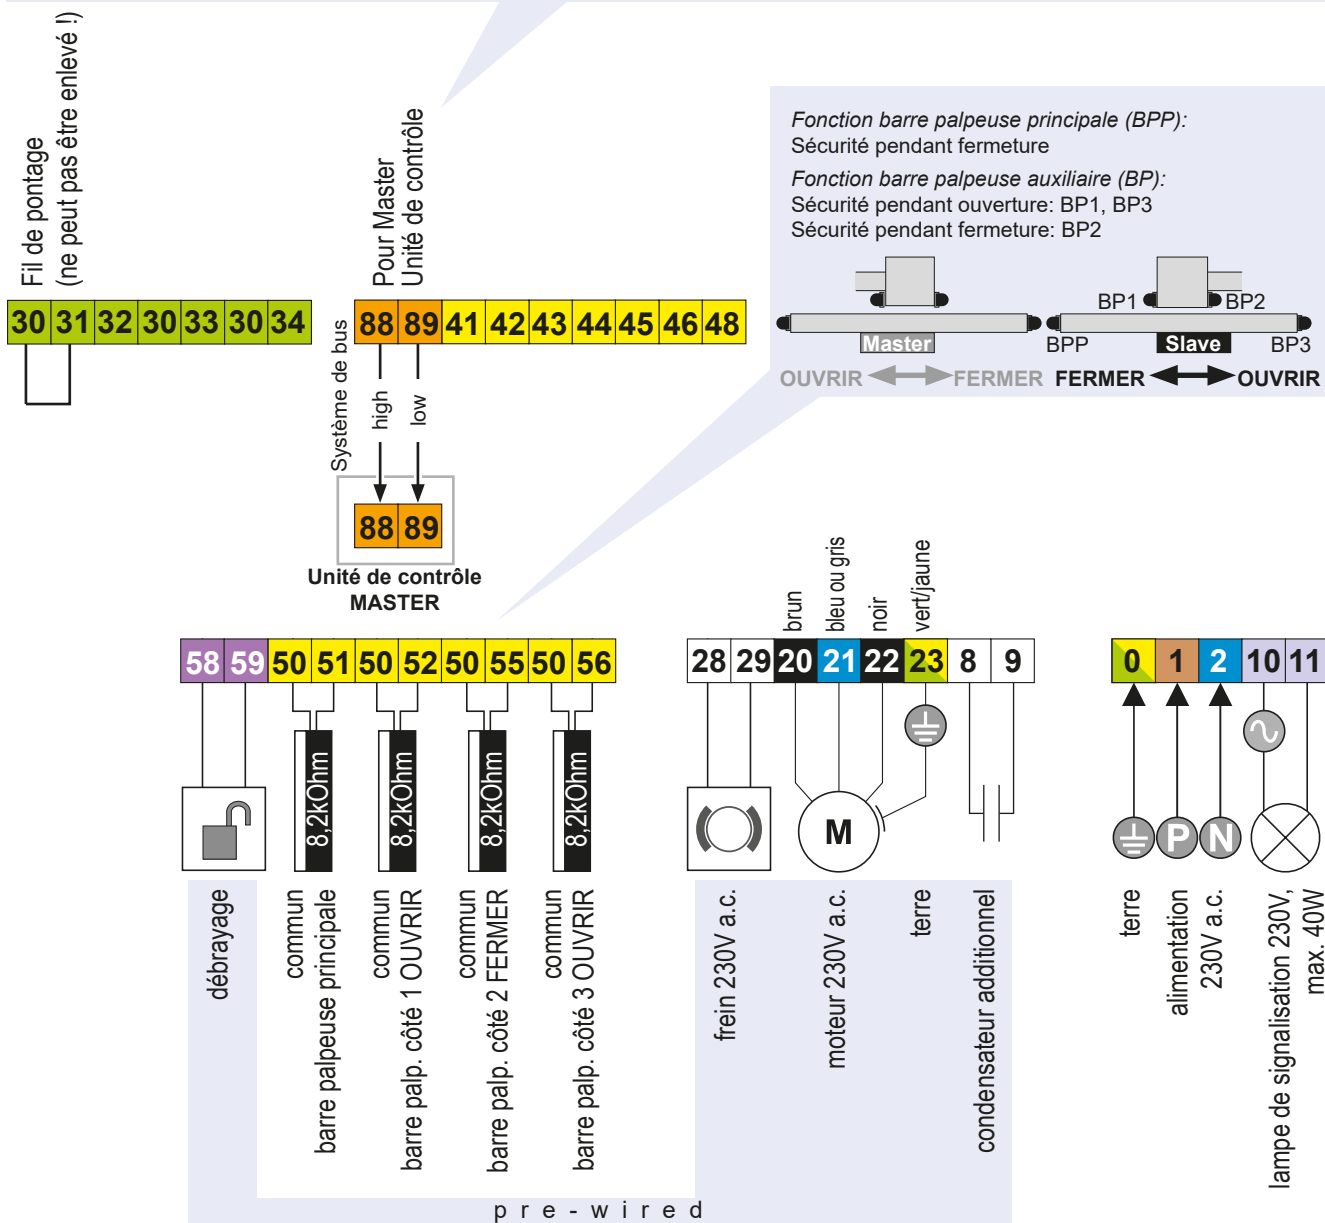 Fil de pontage
(ne peut pas être enlevé !)
Pour Master
Unité de contrôle
Fonction barre palpeuse principale (BPP):
Sécurité pendant fermeture
Fonction barre palpeuse auxiliaire (BP):
Sécurité pendant ouverture: BP1, BP3
Sécurité pendant fermeture: BP2
BP1 BP2
Master BPP Slave BP3
OUVRIR FERMER FERMER OUVRIR
30 31 32 30 33 30 34
88 89 41 42 43 44 45 46 48
Système de bus
high
low
88 89
Unité de contrôle
MASTER
brun
bleu ou gris
noir
vert/jaune
58 59 50 51 50 52 50 55 50 56
28 29 20 21 22 23 8 9
0 1 2 10 11
8,2kOhm
8,2kOhm
8,2kOhm
8,2kOhm
M
P
N
débrayage
commun
barre palpeuse principale
commun
barre palp. côté 1 OUVRIR
commun
barre palp. côté 2 FERMER
commun
barre palp. côté 3 OUVRIR
frein 230V a.c.
moteur 230V a.c.
terre
condensateur additionnel
terre
alimentation
230V a.c.
lampe de signalisation 230V,
max. 40W
pre-wired